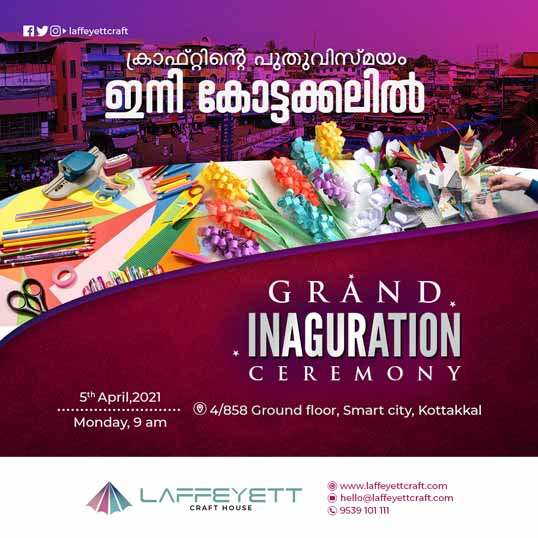 laffeyettcraft
ക്രാഫ്റ്റിന്റെ പുതുവിസ്മയം
ഇനി കോട്ടക്കലിൽ
GRAND
INAGURATION
CEREMONY
5th April,2021
Monday, 9 am
4/858 Ground floor, Smart city, Kottakkal
LAFFEYETT
CRAFT HOUSE
www.laffeyettcraft.com
hello@laffeyettcraft.com
9539 101 111